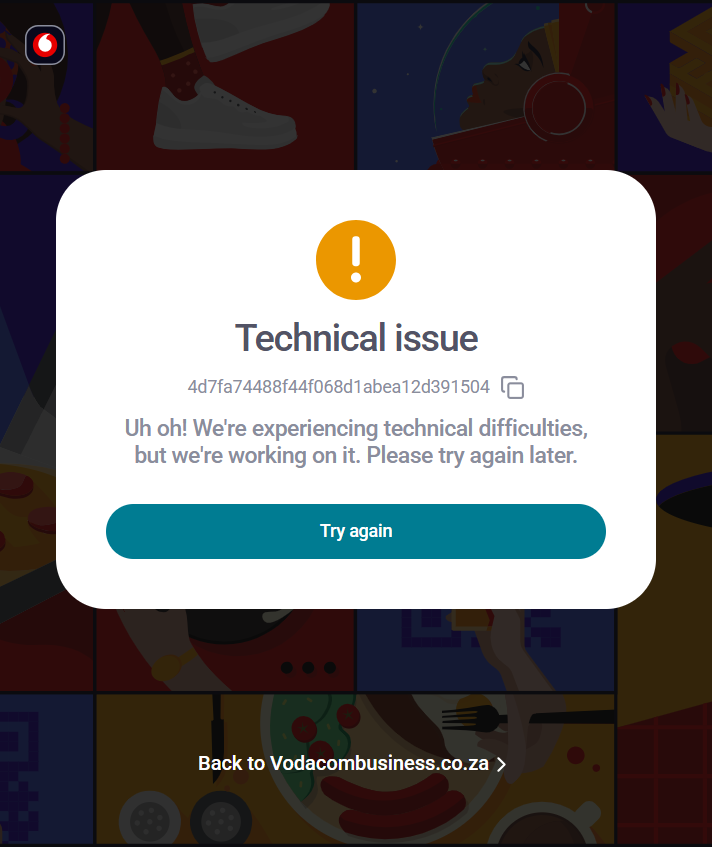 Technical issue
4d7fa74488f44f068d1abea12d391504
Uh oh! We're experiencing technical difficulties,
but we're working on it. Please try again later.
Try again
Back to Vodacombusiness.co.za